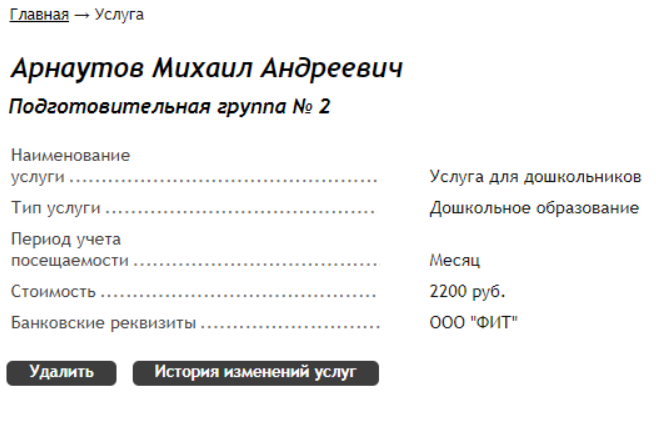 Главная → Услуга
Арнаутов Михаил Андреевич
Подготовительная группа № 2
Наименование
услуги ................................................ Услуга для дошкольников
Тип услуги .......................................... Дошкольное образование
Период учета
посещаемости ....................................... Месяц
Стоимость ........................................... 2200 руб.
Банковские реквизиты ............................ ООО "ФИТ"
Удалить История изменений услуг